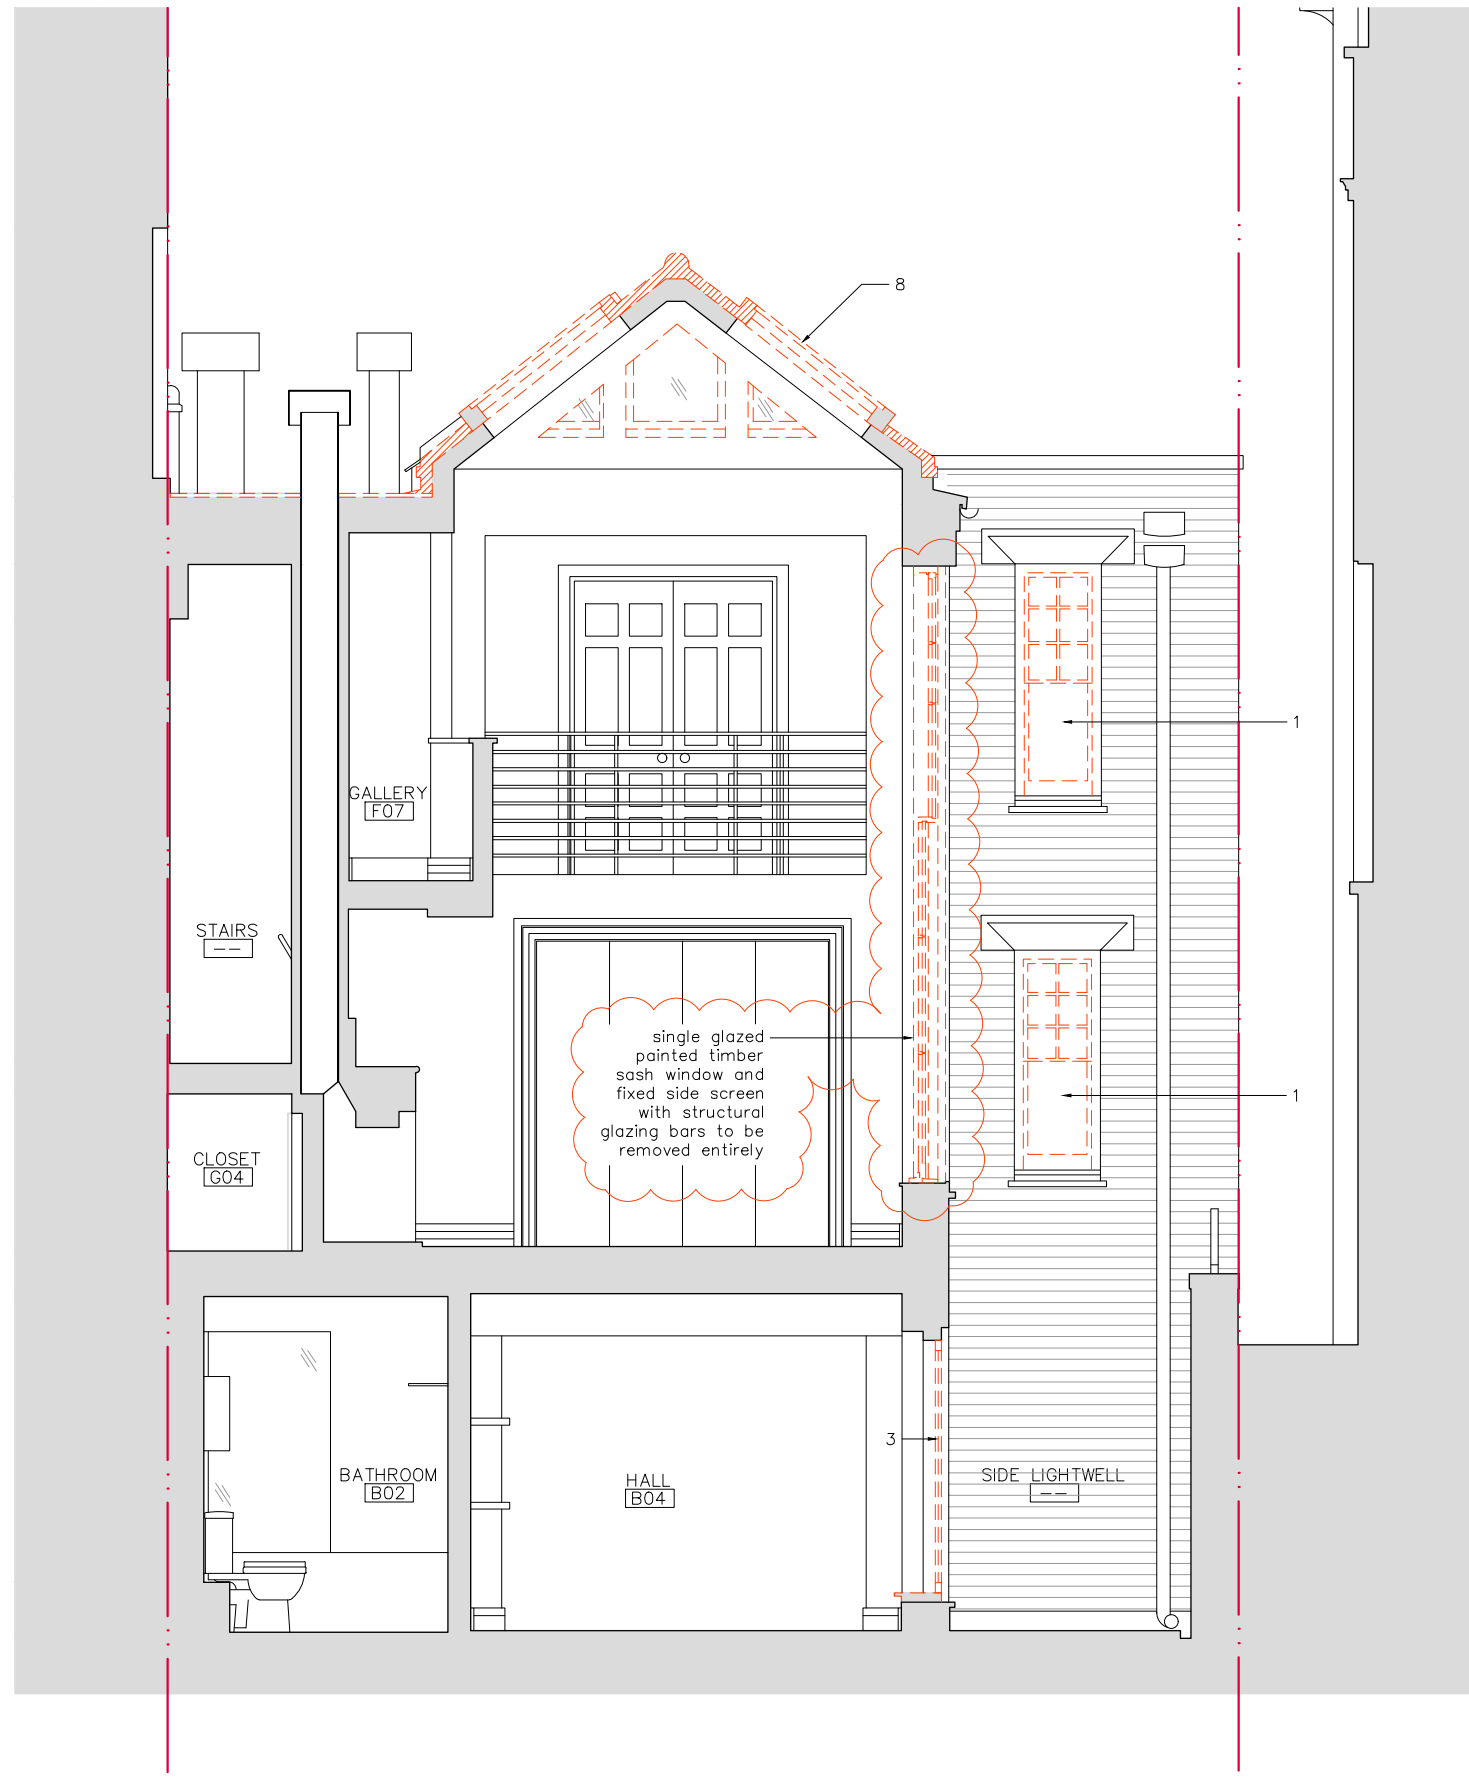 8
1
GALLERY
F07
STAIRS
--
single glazed
painted timber
sash window and
fixed side screen
with structural
glazing bars to be
removed entirely
1
CLOSET
G04
3
BATHROOM
B02
HALL
B04
SIDE LIGHTWELL
--